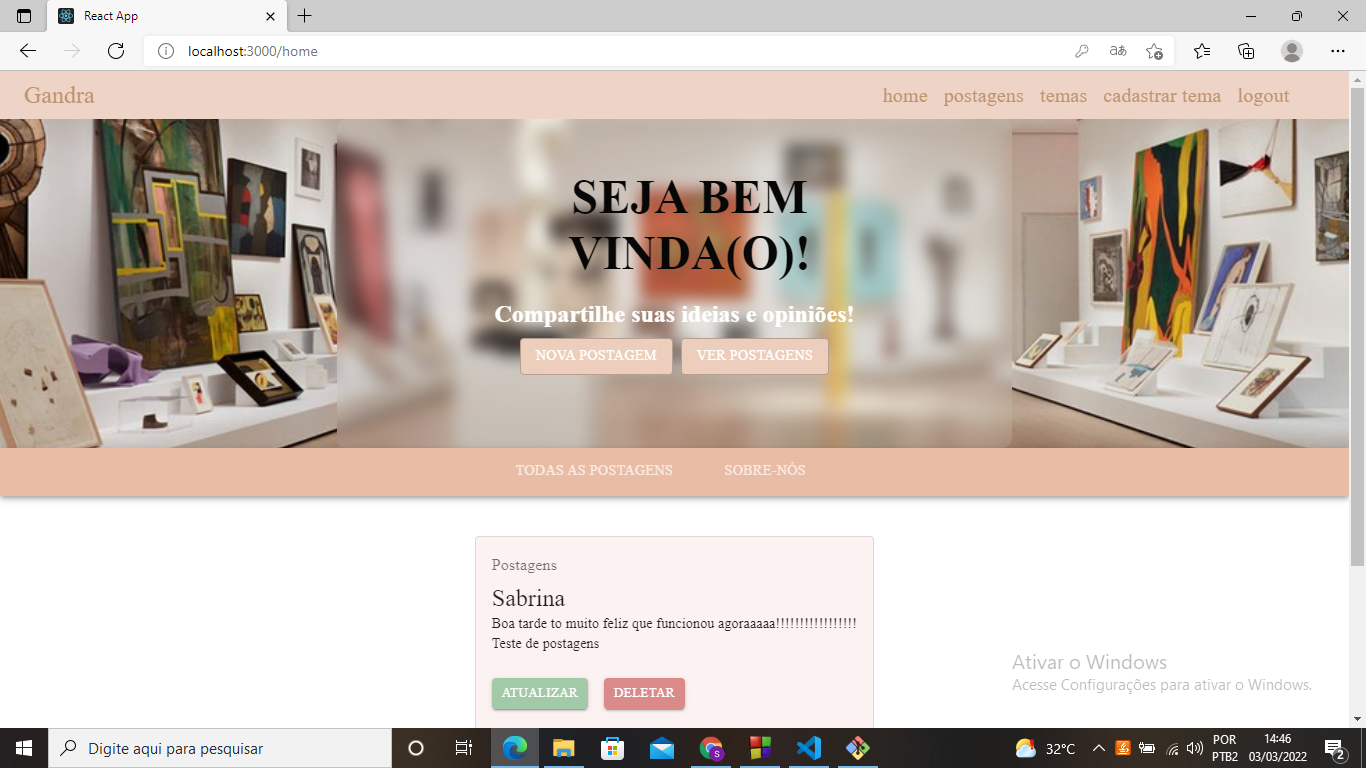 React App
localhost:3000/home
Gandra
home postagens temas cadastrar tema logout
SEJA BEM
VINDA(O)!
Compartilhe suas ideias e opiniões!
NOVA POSTAGEM VER POSTAGENS
TODAS AS POSTAGENS SOBRE-NÓS
Postagens
Sabrina
Boa tarde to muito feliz que funcionou agoraaaaa!!!!!!!!!!!!!!!!!
Teste de postagens
ATUALIZAR DELETAR
Ativar o Windows
Acesse Configurações para ativar o Windows.
Digite aqui para pesquisar
32°C
POR
PTB2
14:46
03/03/2022
2